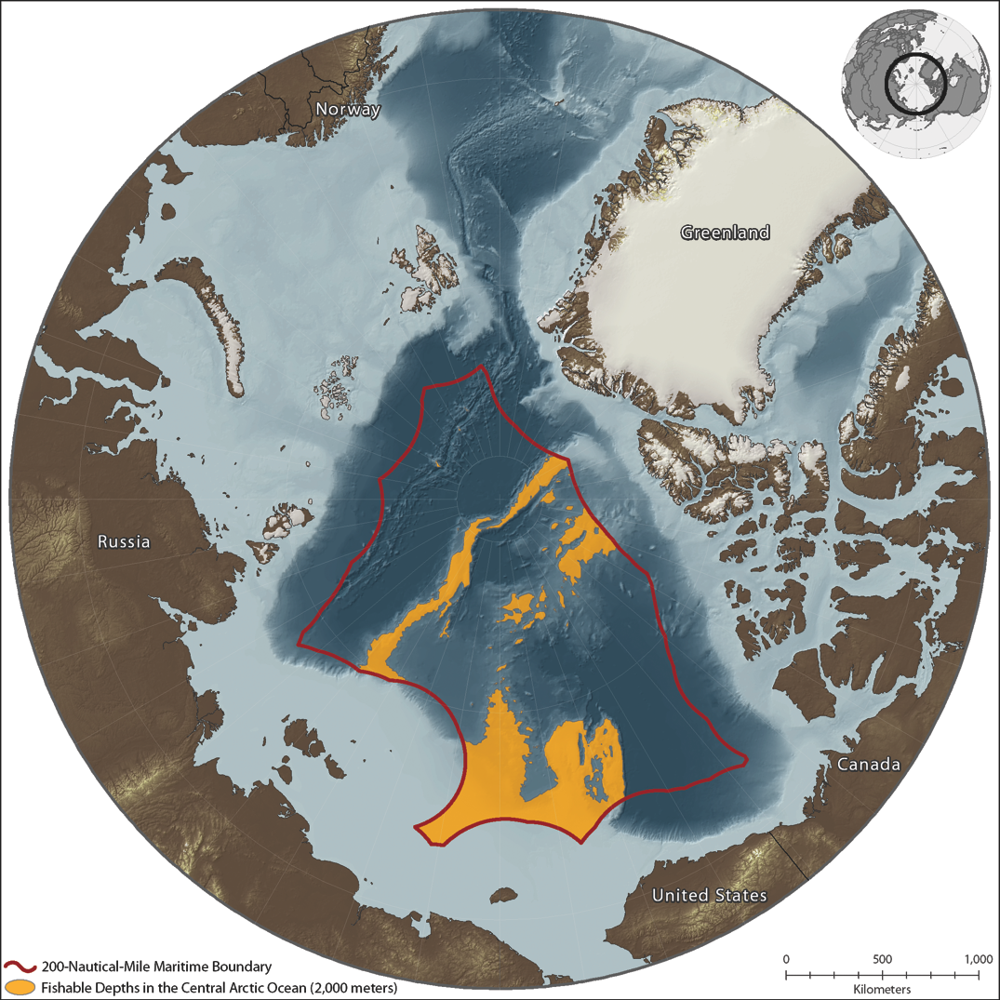 Norway
Greenland
Russia
Canada
United States
200-Nautical-Mile Maritime Boundary
Fishable Depths in the Central Arctic Ocean (2,000 meters)
0 500 1,000
Kilometers